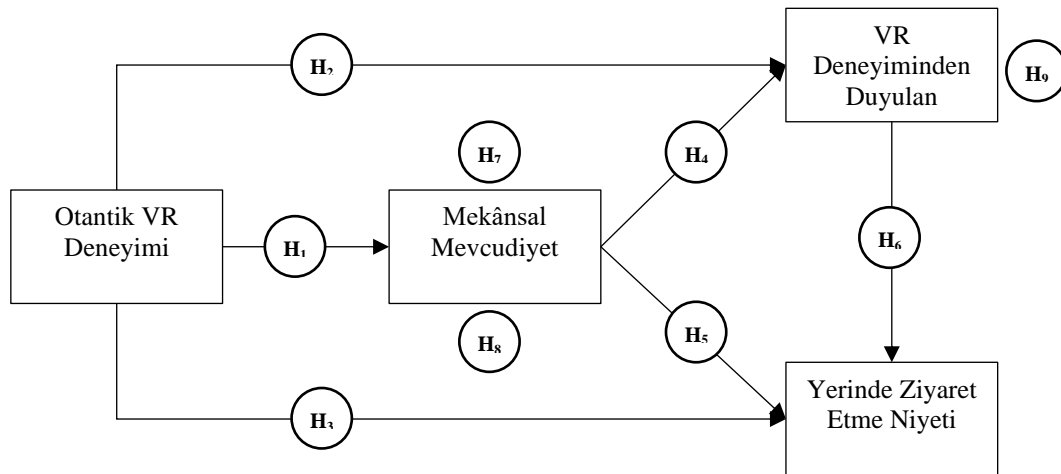 VR
Deneyiminden
Duyulan
H₉
H₂
H₇
H₄
Otantik VR
Deneyimi
H₁
Mekânsal
Mevcudiyet
H₆
H₈
H₅
Yerinde Ziyaret
Etme Niyeti
H₃